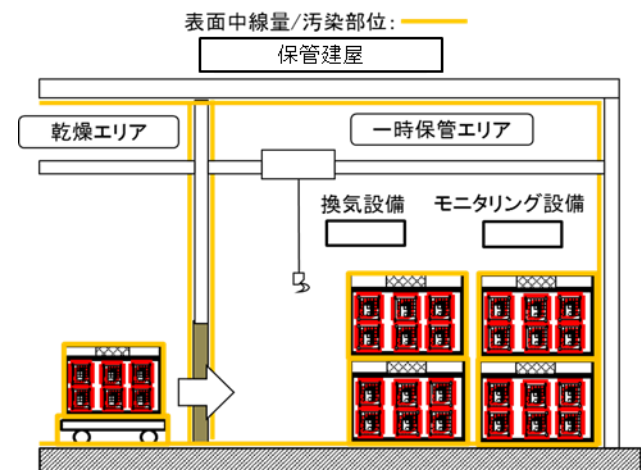 表面中線量/汚染部位:
保管建屋
乾燥エリア
一時保管エリア
換気設備
モニタリング設備